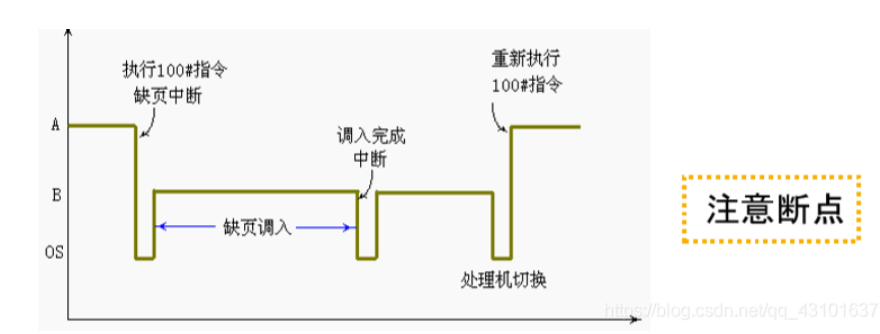 执行100#指令
缺页中断
重新执行
100#指令
A
调入完成
中断
B
注意断点
缺页调入
OS
处理机切换
https://blog.csdn.net/qq_43101637